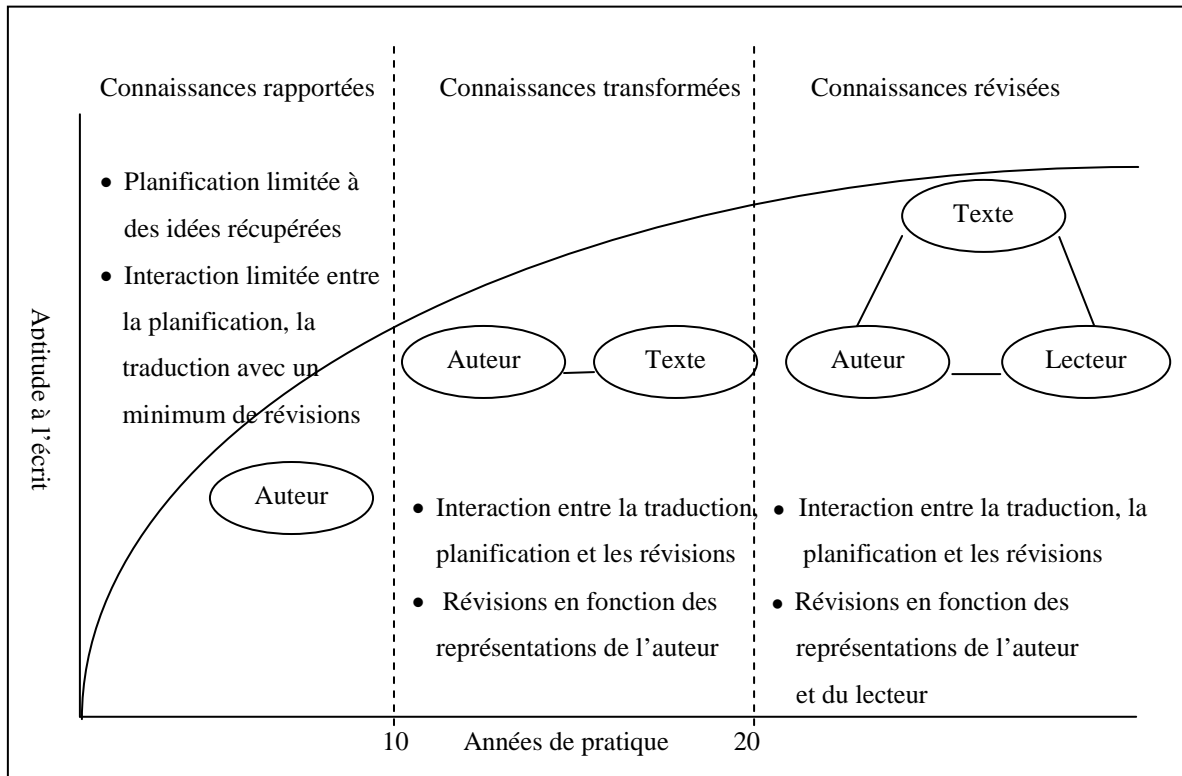 Connaissances rapportées
Connaissances transformées
Connaissances révisées
Aptitude à l'écrit
• Planification limitée à
des idées récupérées
• Interaction limitée entre
la planification, la
traduction avec un
minimum de révisions
Auteur
Auteur
Texte
• Interaction entre la traduction,
planification et les révisions
• Révisions en fonction des
représentations de l'auteur
Texte
Auteur
Lecteur
• Interaction entre la traduction, la
planification et les révisions
• Révisions en fonction des
représentations de l'auteur
et du lecteur
10
Années de pratique
20